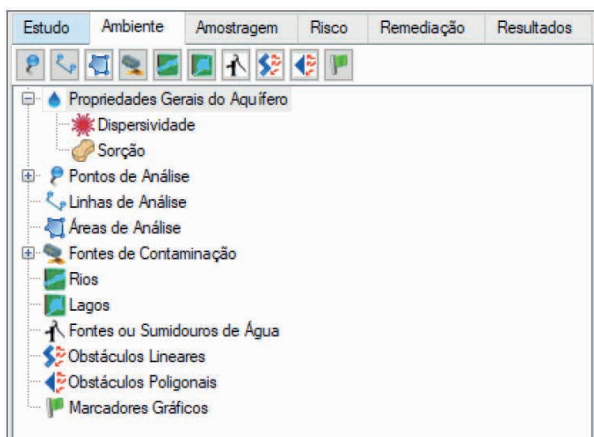 Estudo Ambiente Amostragem Risco Remediação Resultados
Propriedades Gerais do Aquífero
Dispersividade
Sorção
Pontos de Análise
Linhas de Análise
Áreas de Análise
Fontes de Contaminação
Rios
Lagos
Fontes ou Sumidouros de Água
Obstáculos Lineares
Obstáculos Poligonais
Marcadores Gráficos